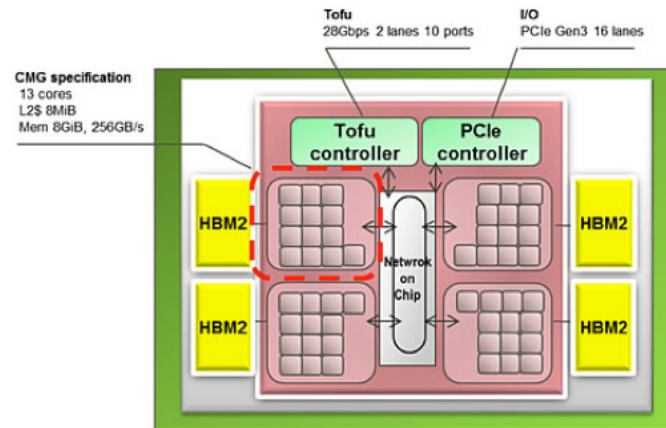 Tofu
28Gbps 2 lanes 10 ports
I/O
PCIe Gen3 16 lanes
CMG specification
13 cores
L2$ 8MiB
Mem 8GiB, 256GB/s
Tofu
controller
PCIe
controller
HBM2
HBM2
Netwrok
on
Chip
HBM2
HBM2